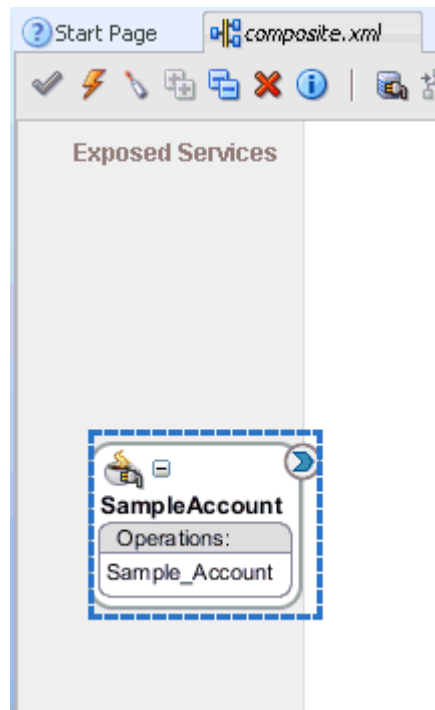 Start Page
composite.xml
Exposed Services
SampleAccount
Operations:
Sample_Account